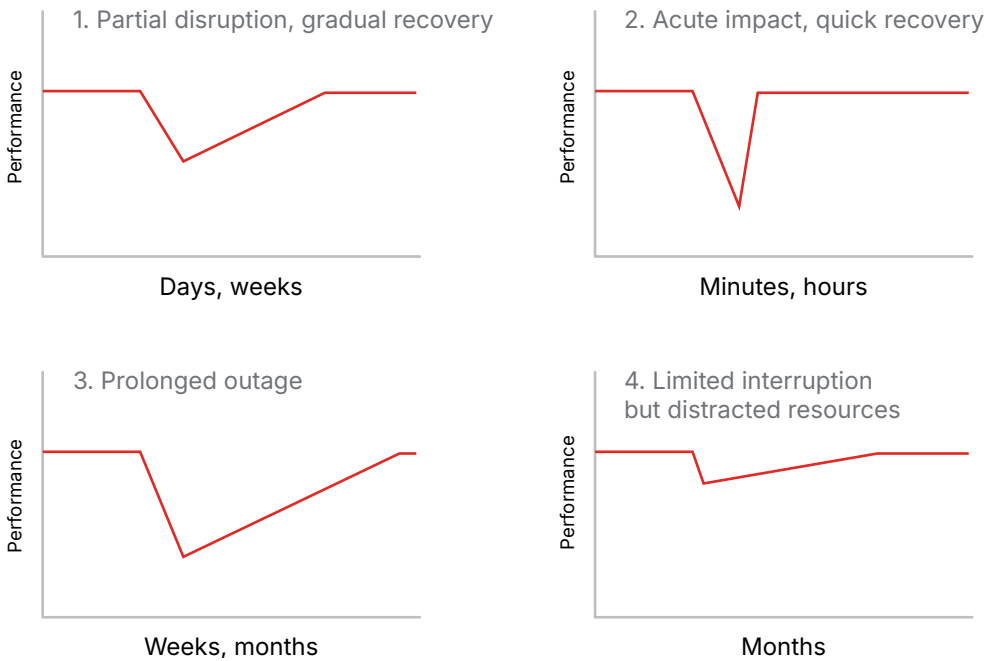 1. Partial disruption, gradual recovery
Performance
Days, weeks
2. Acute impact, quick recovery
Performance
Minutes, hours
3. Prolonged outage
Performance
Weeks, months
4. Limited interruption
but distracted resources
Performance
Months